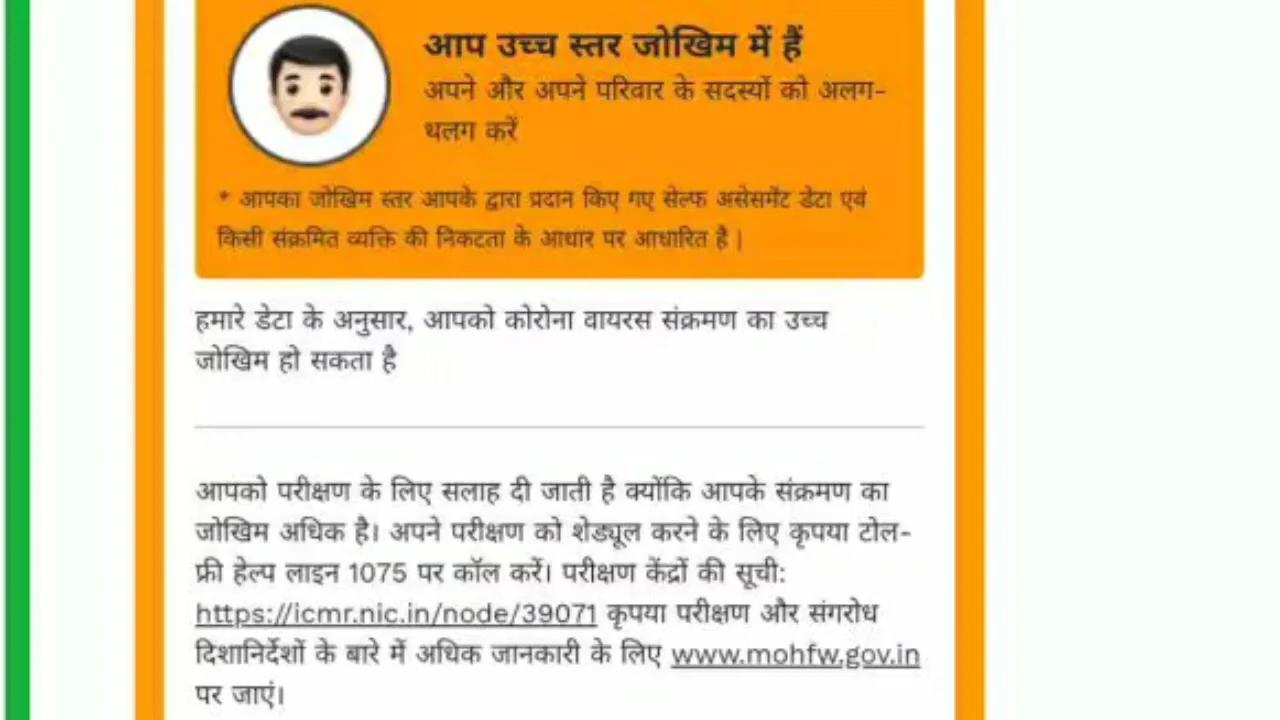 आप उच्च स्तर जोखिम में हैं
अपने और अपने परिवार के सदस्यों को अलग-
थलग करें
* आपका जोखिम स्तर आपके द्वारा प्रदान किए गए सेल्फ असेसमेंट डेटा एवं
किसी संक्रमित व्यक्ति की निकटता के आधार पर आधारित है |
हमारे डेटा के अनुसार, आपको कोरोना वायरस संक्रमण का उच्च
जोखिम हो सकता है
आपको परीक्षण के लिए सलाह दी जाती है क्योंकि आपके संक्रमण का
जोखिम अधिक है। अपने परीक्षण को शेड्यूल करने के लिए कृपया टोल-
फ्री हेल्प लाइन 1075 पर कॉल करें। परीक्षण केंद्रों की सूची:
https://icmr.nic.in/node/39071 कृपया परीक्षण और संगरोध
दिशानिर्देशों के बारे में अधिक जानकारी के लिए www.mohfw.gov.in
पर जाएं।